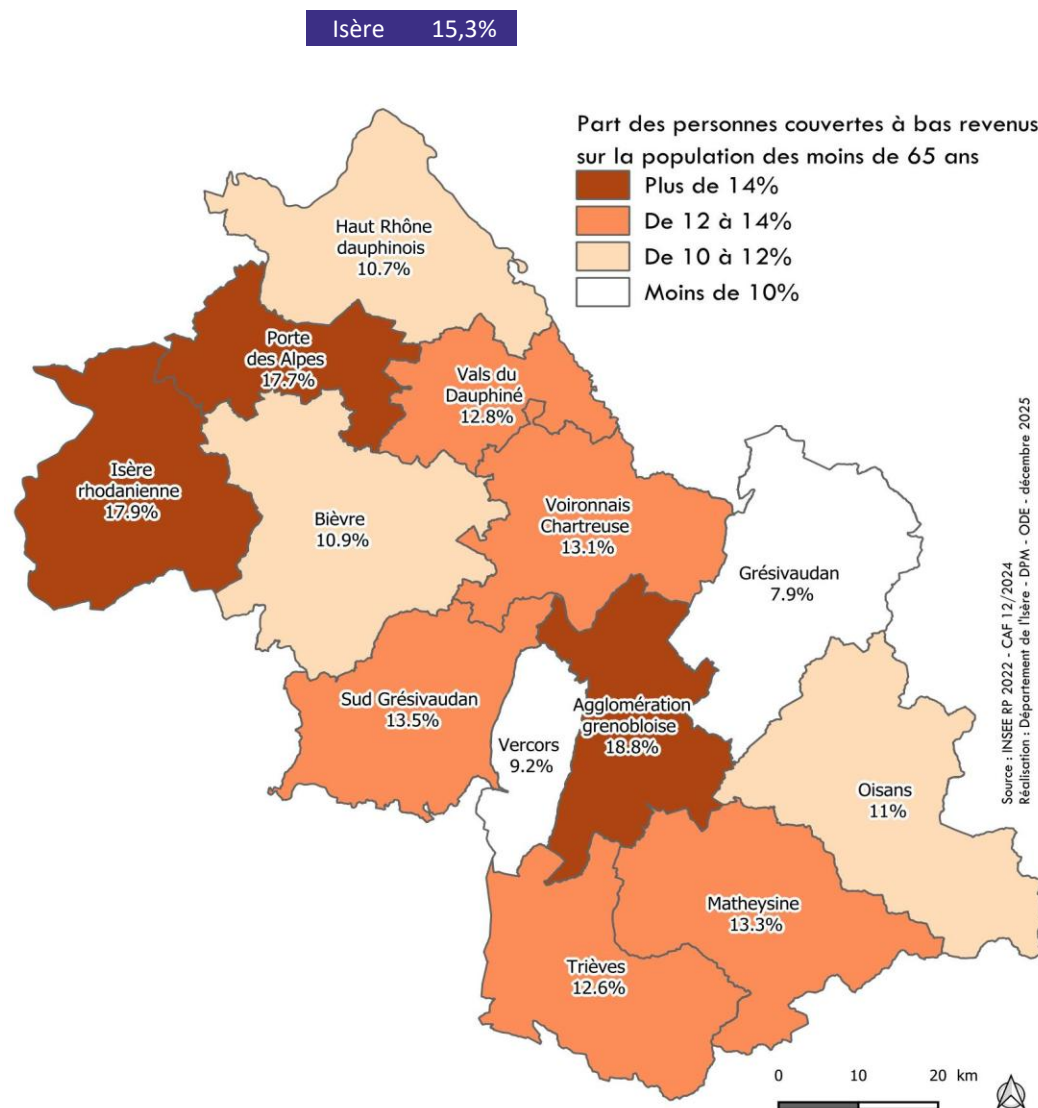 Isère 15,3%
Part des personnes couvertes à bas revenus
sur la population des moins de 65 ans
Plus de 14%
De 12 à 14%
De 10 à 12%
Moins de 10%
Haut Rhône
dauphinois
10.7%
Porte
des Alpes
17.7%
Vals du
Dauphiné
12.8%
Isère
rhodanienne
17.9%
Bièvre
10.9%
Voironnais
Chartreuse
13.1%
Grésivaudan
7.9%
Sud Grésivaudan
13.5%
Vercors
9.2%
Agglomération
grenobloise
18.8%
Oisans
11%
Matheysine
13.3%
Trièves
12.6%
Source : INSEE RP 2022 - CAF 12/2024
Réalisation : Département de l'Isère - DPM - ODE - décembre 2025
0 10 20 km